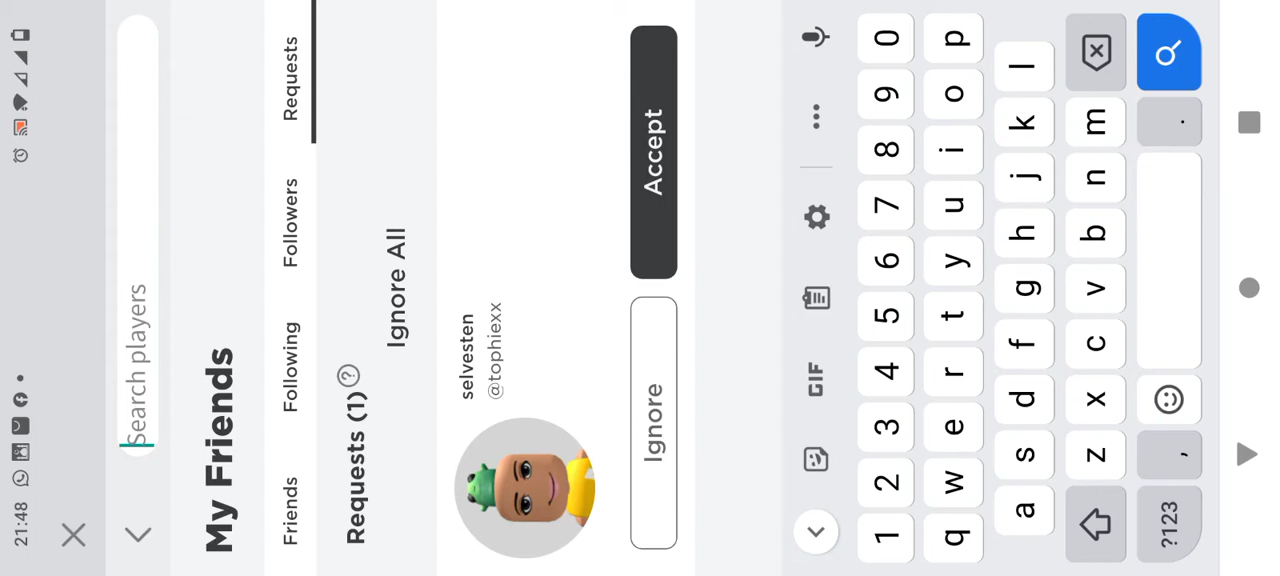 21:48
Search players
My Friends
Friends Following Followers Requests
Requests (1)
Ignore All
selvesten
@tophiexx
Ignore Accept
GIF
1 2 3 4 5 6 7 8 9 0
q w e r t y u i o p
a s d f g h j k l
z x c v b n m
?123 , .